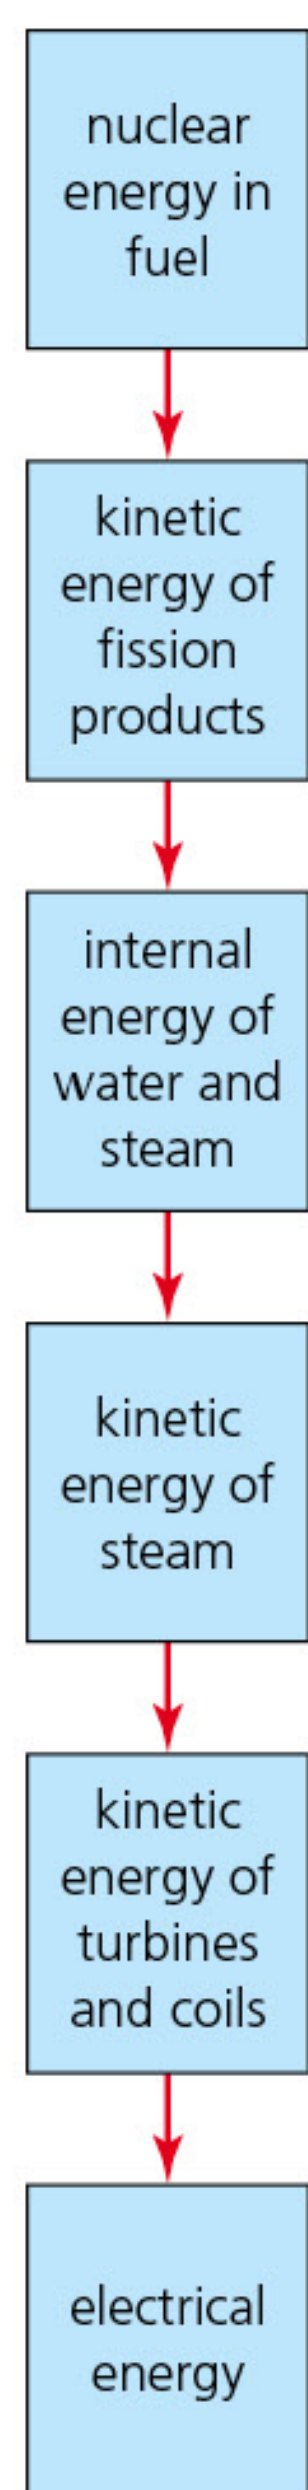 nuclear
energy in
fuel
kinetic
energy of
fission
products
internal
energy of
water and
steam
kinetic
energy of
steam
kinetic
energy of
turbines
and coils
electrical
energy